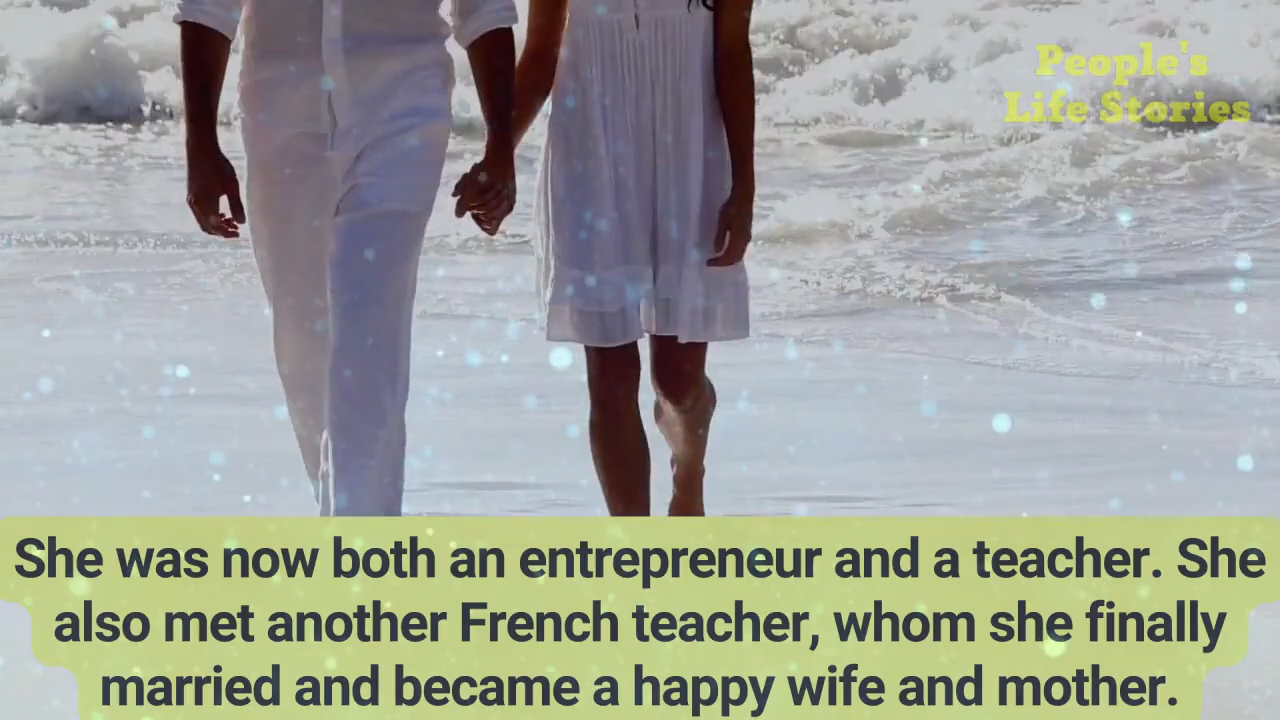 People's
Life Stories
She was now both an entrepreneur and a teacher. She
also met another French teacher, whom she finally
married and became a happy wife and mother.